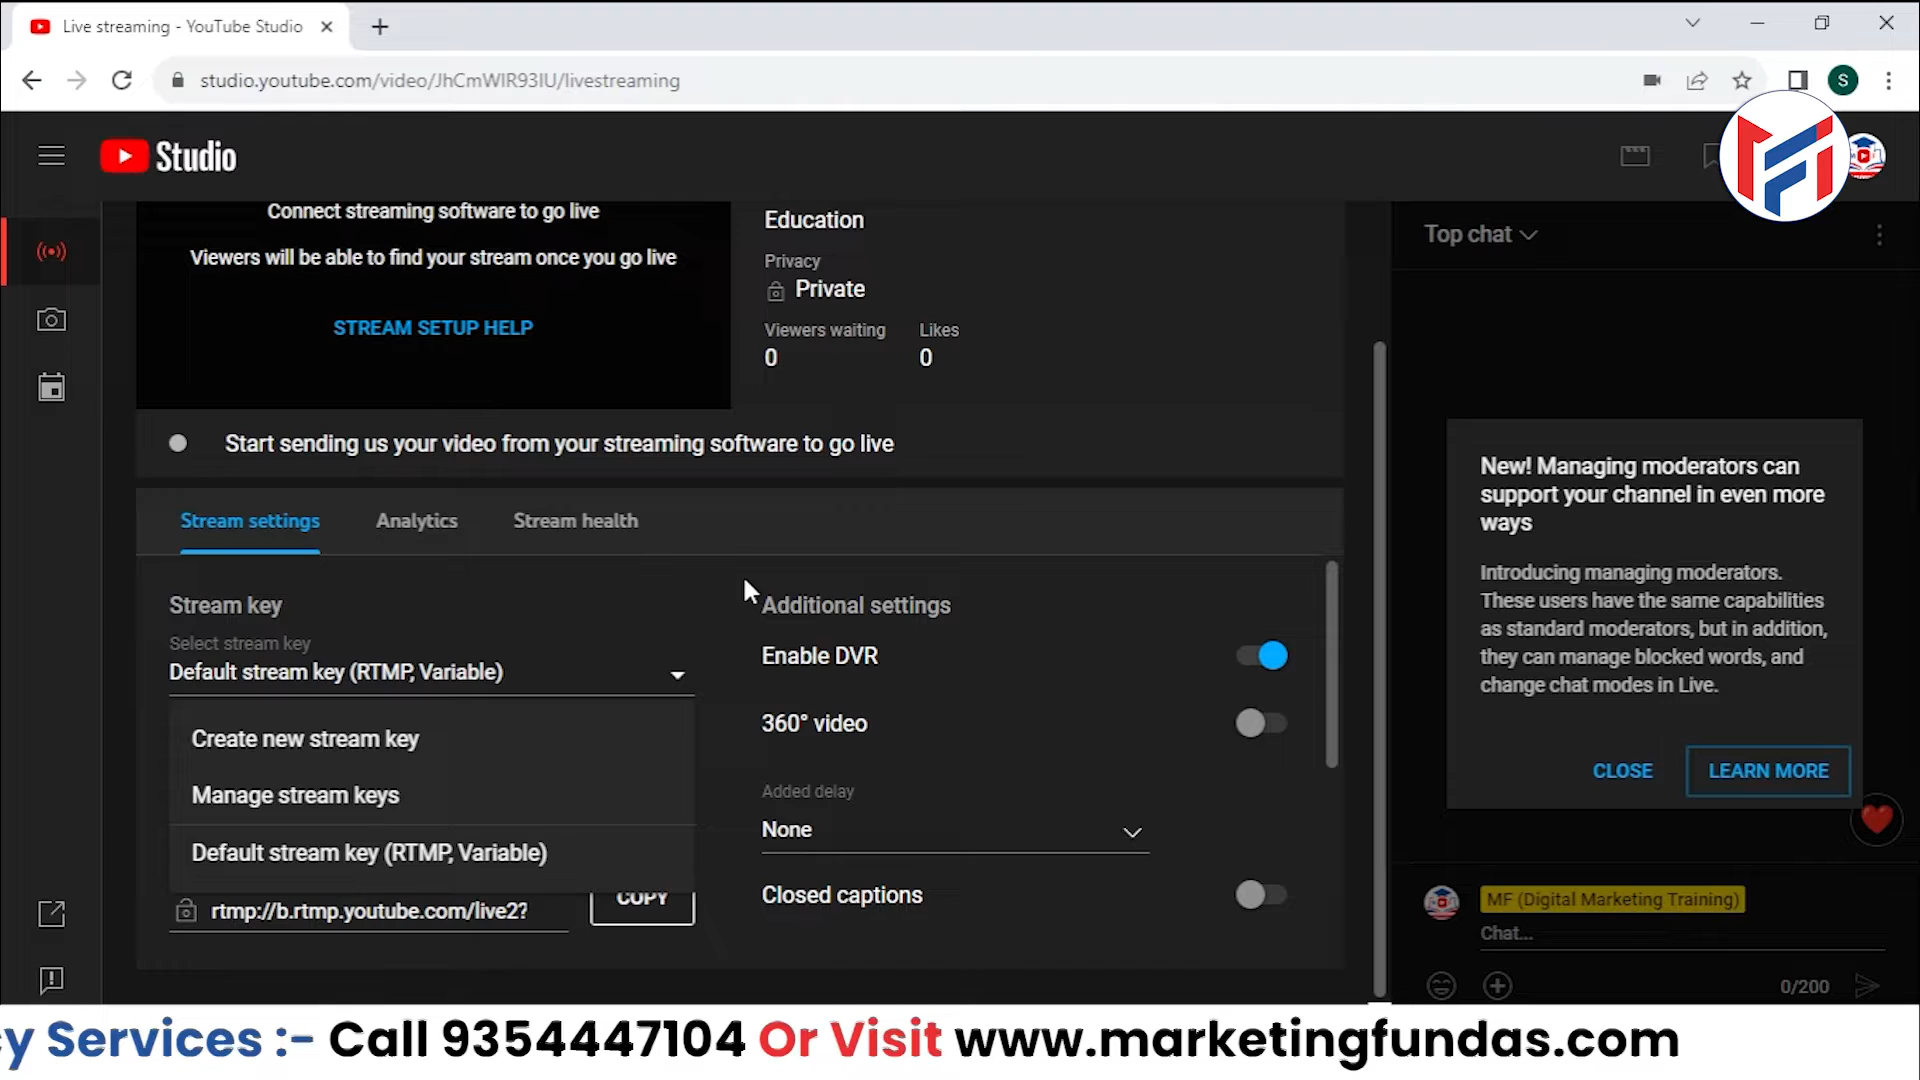 Live streaming - YouTube Studio
studio.youtube.com/video/JhCmWIR93IU/livestreaming
S
Studio
Connect streaming software to go live
Viewers will be able to find your stream once you go live
STREAM SETUP HELP
Education
Privacy
Private
Viewers waiting Likes
0 0
Start sending us your video from your streaming software to go live
Stream settings Analytics Stream health
Stream key
Select stream key
Default stream key (RTMP, Variable)
Create new stream key
Manage stream keys
Default stream key (RTMP, Variable)
rtmp://b.rtmp.youtube.com/live2?
COPY
Additional settings
Enable DVR
360° video
Added delay
None
Closed captions
Top chat
New! Managing moderators can
support your channel in even more
ways
Introducing managing moderators.
These users have the same capabilities
as standard moderators, but in addition,
they can manage blocked words, and
change chat modes in Live.
CLOSE LEARN MORE
MF (Digital Marketing Training)
Chat...
0/200
cy Services :- Call 9354447104 Or Visit www.marketingfundas.com